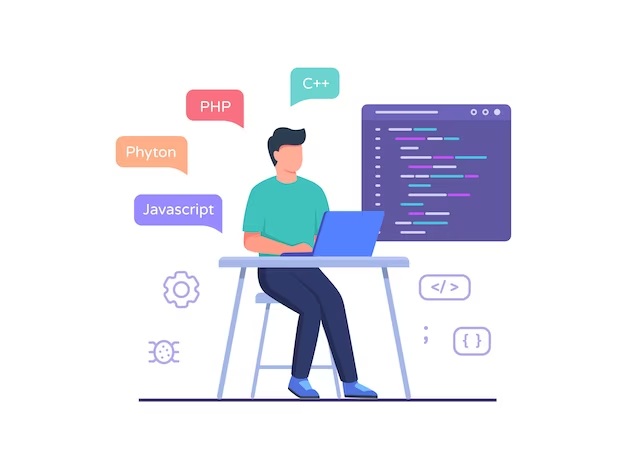 C++
PHP
Phyton
Javascript
</>
;
{ }